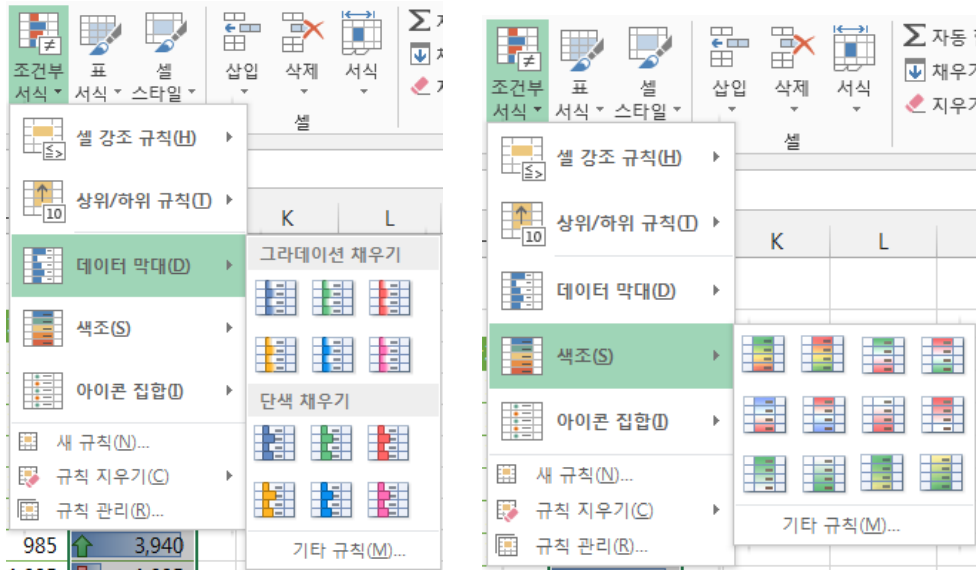 조건부
서식
표
서식
셀
스타일
삽입
삭제
서식
셀
셀 강조 규칙(H)
상위/하위 규칙(T)
10
데이터 막대(D)
색조(S)
아이콘 집합(I)
새 규칙(N)...
규칙 지우기(C)
규칙 관리(R)...
K
L
그라데이션 채우기
단색 채우기
기타 규칙(M)...
985
3,940
조건부
서식
표
서식
셀
스타일
삽입
삭제
서식
셀
자동
채우기
지우기
셀 강조 규칙(H)
상위/하위 규칙(T)
10
데이터 막대(D)
색조(S)
아이콘 집합(I)
새 규칙(N)...
규칙 지우기(C)
규칙 관리(R)...
K
L
기타 규칙(M)...